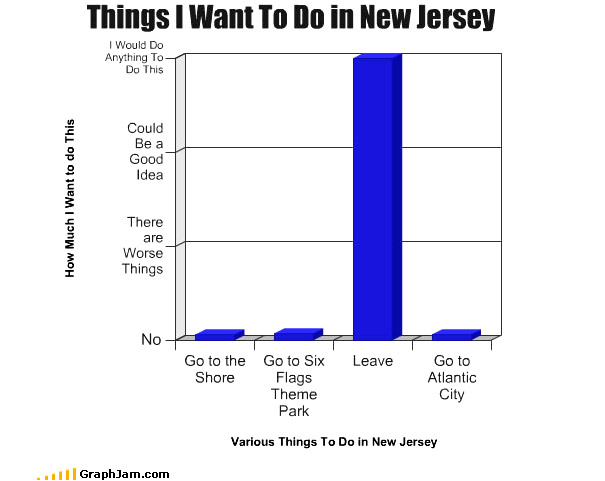 Things I Want To Do in New Jersey
I Would Do
Anything To
Do This
Could
Be a
Good
Idea
There
are
Worse
Things
No
How Much I Want to do This
Go to the
Shore
Go to Six
Flags
Theme
Park
Leave
Go to
Atlantic
City
Various Things To Do in New Jersey
GraphJam.com